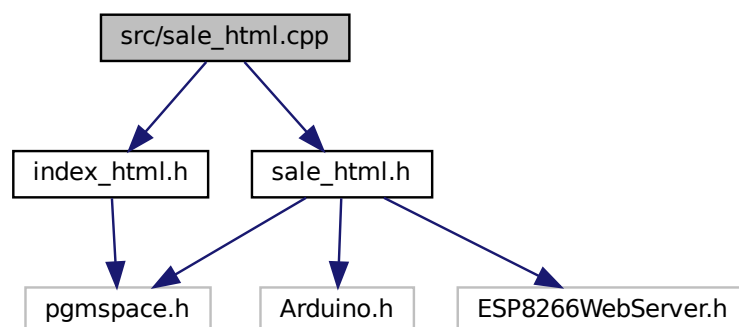 src/sale_html.cpp
index_html.h
sale_html.h
pgmspace.h
Arduino.h
ESP8266WebServer.h